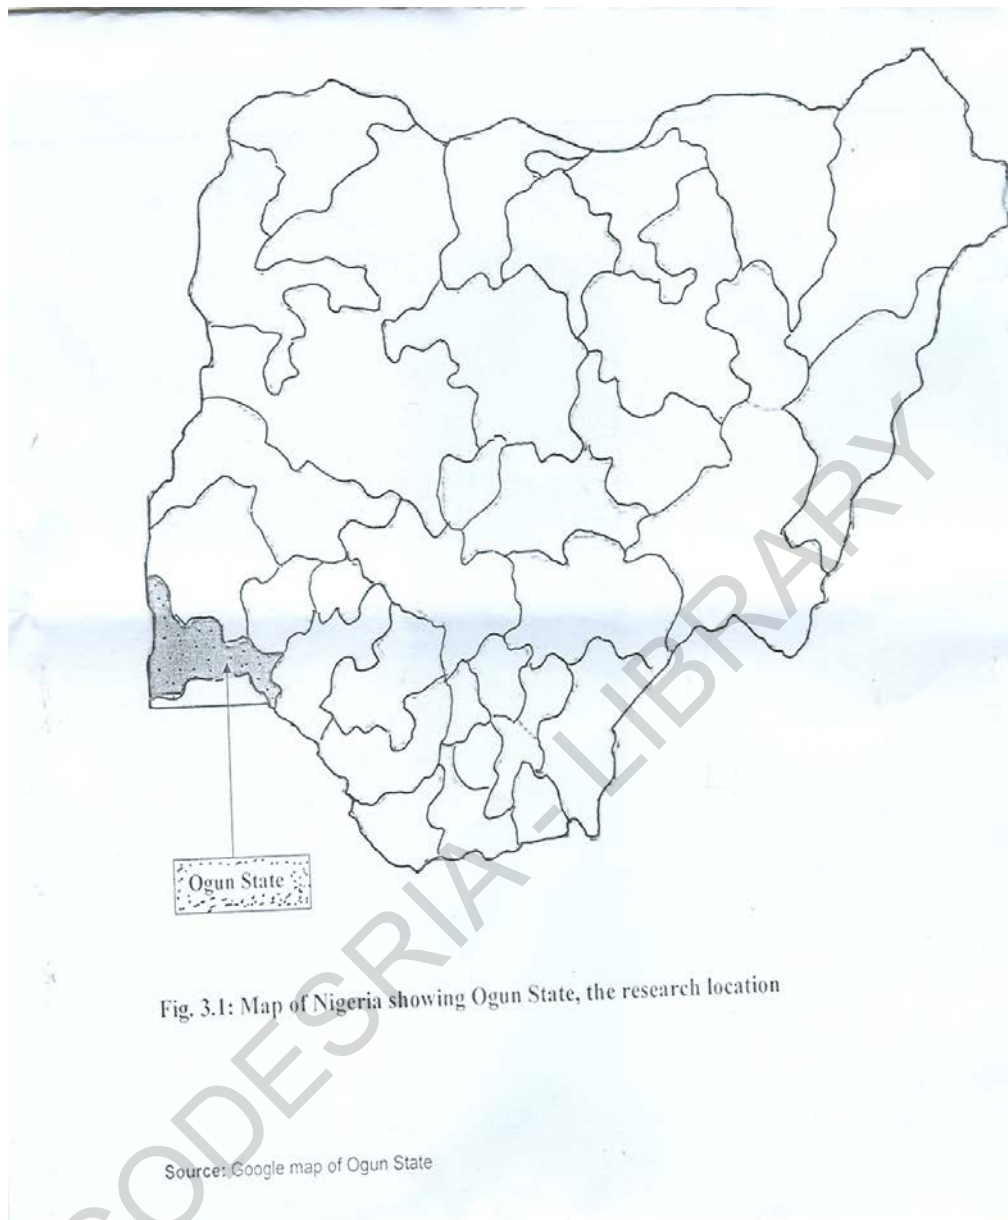 Ogun State
Fig. 3.1: Map of Nigeria showing Ogun State, the research location
Source: Google map of Ogun State
CODESRIA - LIBRARY